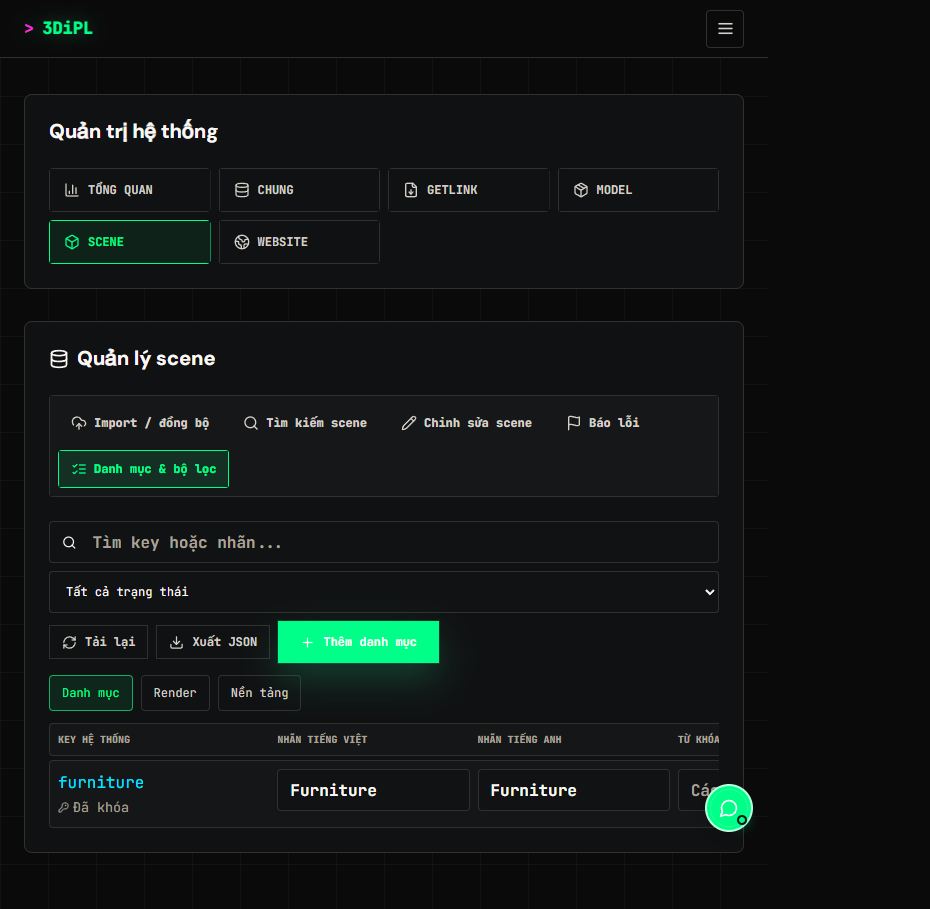 > 3DiPL
Quản trị hệ thống
TỔNG QUAN
CHUNG
GETLINK
MODEL
SCENE
WEBSITE
Quản lý scene
Import / đồng bộ
Tìm kiếm scene
Chỉnh sửa scene
Báo lỗi
Danh mục & bộ lọc
Tìm key hoặc nhãn...
Tất cả trạng thái
Tải lại
Xuất JSON
+ Thêm danh mục
Danh mục
Render
Nền tảng
KEY HỆ THỐNG
NHÃN TIẾNG VIỆT
NHÃN TIẾNG ANH
TỪ KHÓA
furniture
Furniture
Furniture
Đã khóa